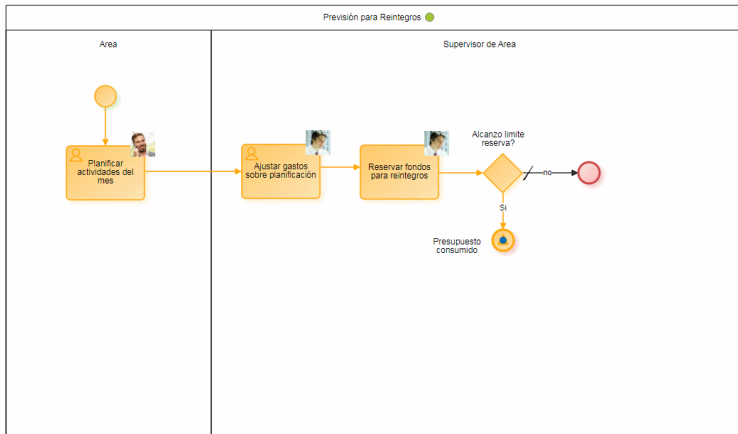 Previsión para Reintegros
Area
Supervisor de Area
Planificar
actividades del
mes
Ajustar gastos
sobre planificación
Reservar fondos
para reintegros
Alcanzo limite
reserva?
no
Si
Presupuesto
consumido